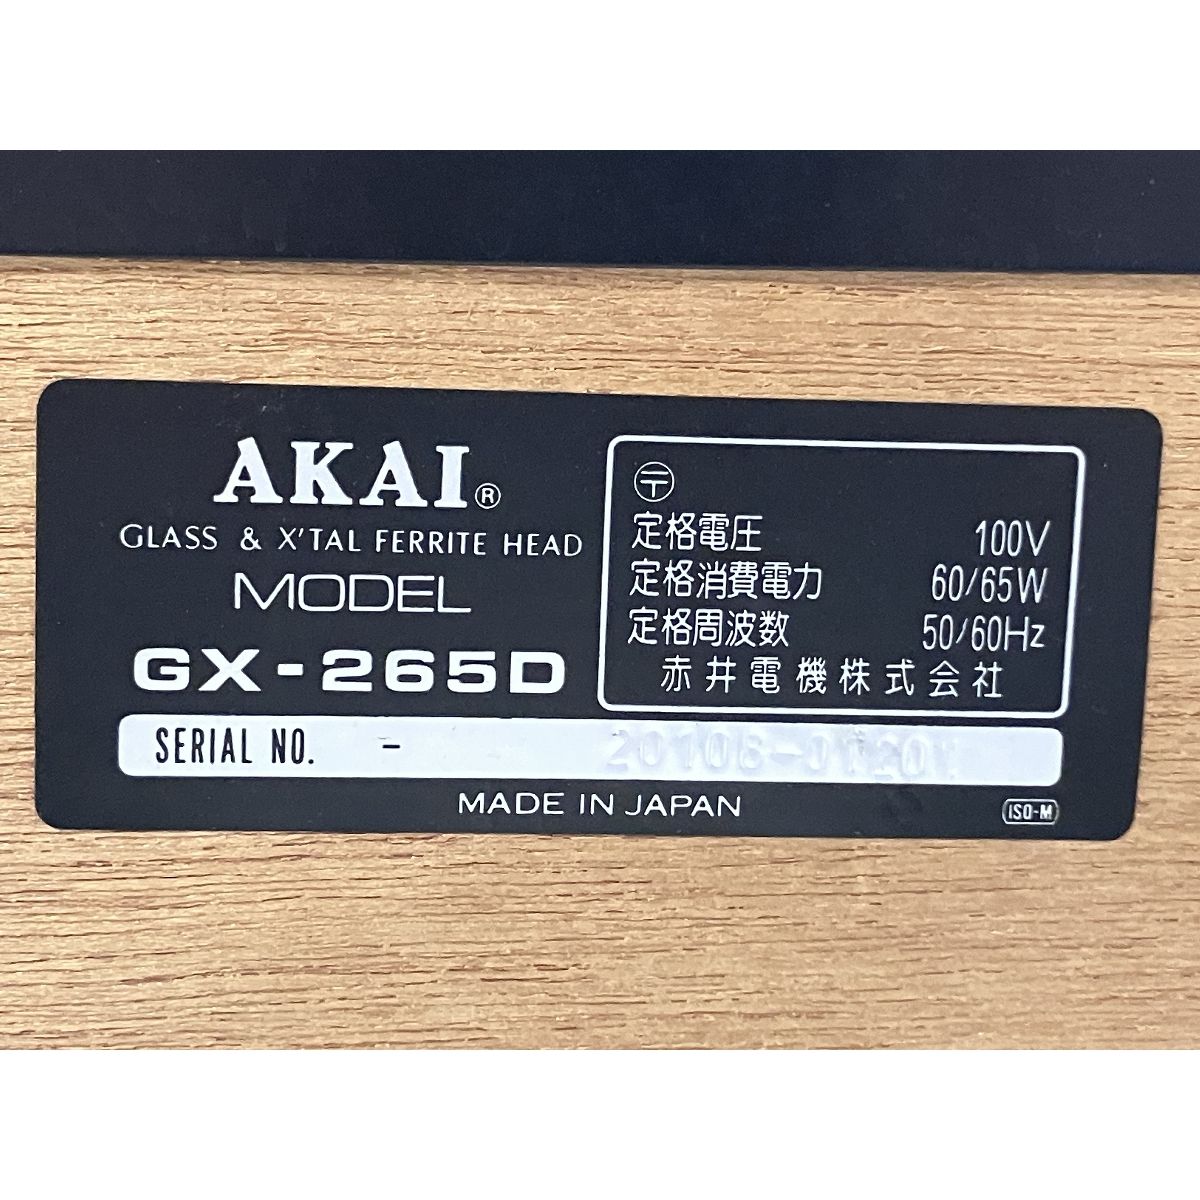 AKAI®
GLASS & X'TAL FERRITE HEAD
MODEL
GX-265D
〶
定格電圧 100V
定格消費電力 60/65W
定格周波数 50/60Hz
赤井電機株式会社
SERIAL NO. -
MADE IN JAPAN
ISO-M